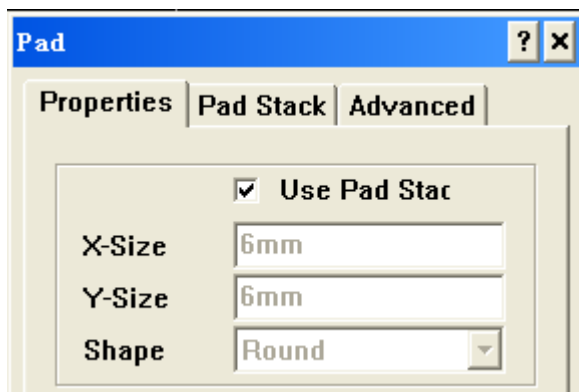 Pad
Properties Pad Stack Advanced
Use Pad Stac
X-Size 6mm
Y-Size 6mm
Shape Round